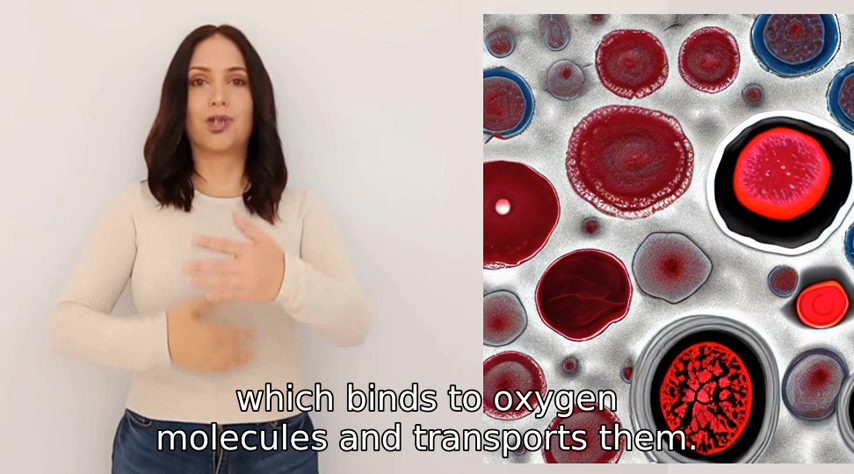 which binds to oxygen
molecules and transports them.